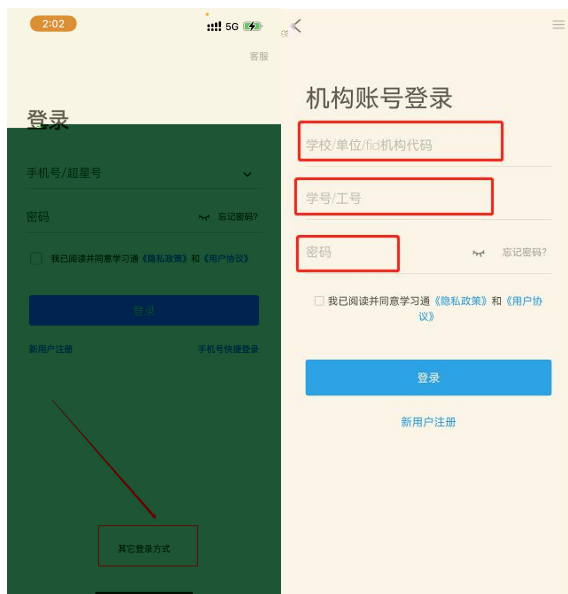 2:02
5G
客服
登录
手机号/超星号
密码
忘记密码?
我已阅读并同意学习通《隐私政策》和《用户协议》
登录
新用户注册
手机号快捷登录
其它登录方式
机构账号登录
学校/单位/fid机构代码
学号/工号
密码
忘记密码?
我已阅读并同意学习通《隐私政策》和《用户协
议》
登录
新用户注册